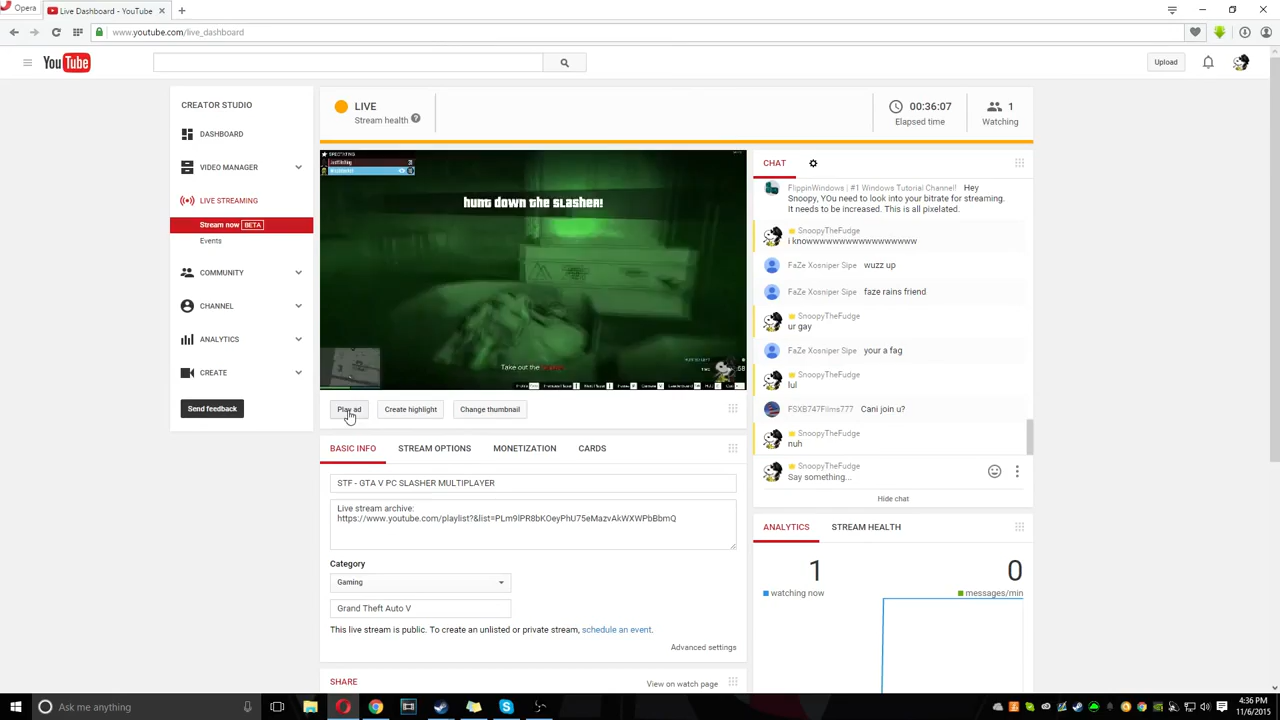 Opera
Live Dashboard - YouTube
www.youtube.com/live_dashboard
YouTube
Upload
CREATOR STUDIO
DASHBOARD
VIDEO MANAGER
LIVE STREAMING
Stream now BETA
Events
COMMUNITY
CHANNEL
ANALYTICS
CREATE
Send feedback
LIVE
Stream health ?
00:36:07
Elapsed time
1
Watching
SPECTATING
hunt down the slasher!
Take out the
Play ad
Create highlight
Change thumbnail
BASIC INFO STREAM OPTIONS MONETIZATION CARDS
STF - GTA V PC SLASHER MULTIPLAYER
Live stream archive:
https://www.youtube.com/playlist?&list=PLm9lPR8bKOeyPhU75eMazvAkWXWPbBbmQ
Category
Gaming
Grand Theft Auto V
This live stream is public. To create an unlisted or private stream, schedule an event.
Advanced settings
SHARE
View on watch page
CHAT
FlippinWindows | #1 Windows Tutorial Channel! Hey
Snoopy, YOu need to look into your bitrate for streaming.
It needs to be increased. This is all pixelated.
SnoopyTheFudge
i knowwwwwwwwwwwwwwwww
FaZe Xosniper Sipe wuzz up
FaZe Xosniper Sipe faze rains friend
SnoopyTheFudge
ur gay
FaZe Xosniper Sipe your a fag
SnoopyTheFudge
lul
FSXB747Films777 Cani join u?
SnoopyTheFudge
nuh
SnoopyTheFudge
Say something...
Hide chat
ANALYTICS STREAM HEALTH
1
watching now
0
messages/min
Ask me anything
4:36 PM
11/6/2015